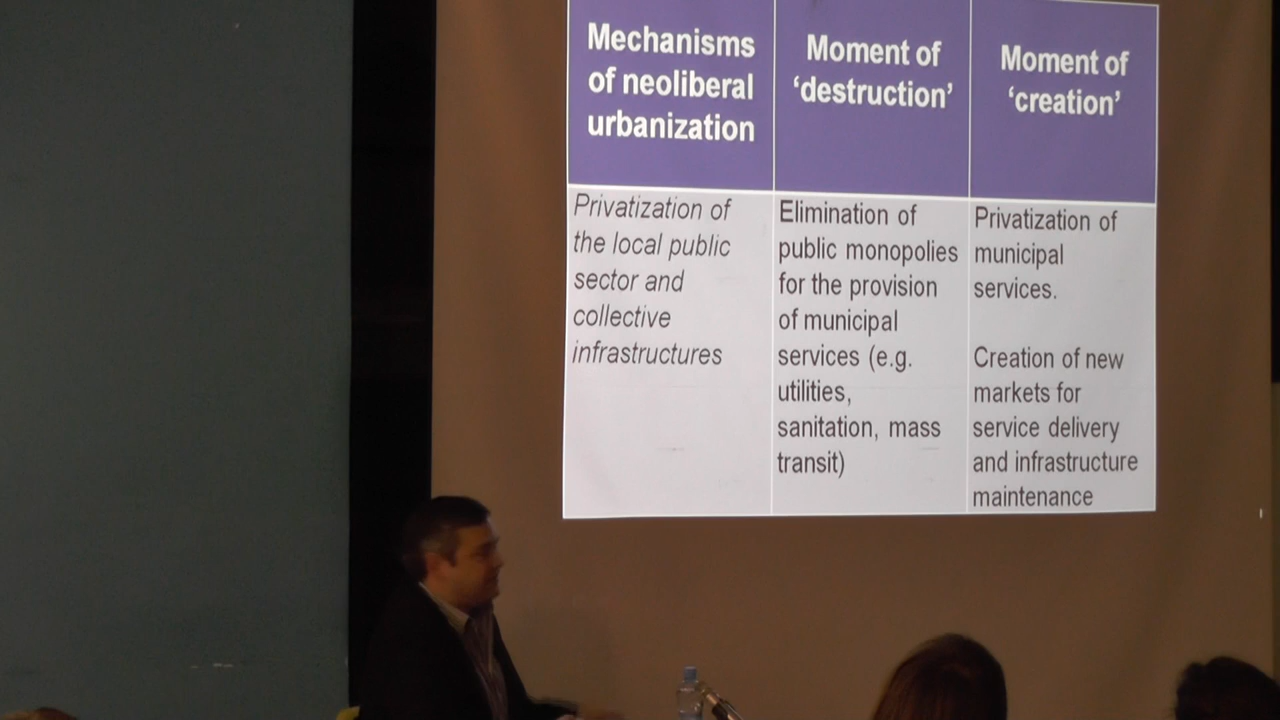 Mechanisms
of neoliberal
urbanization
Moment of
‘destruction’
Moment of
‘creation’
Privatization of
the local public
sector and
collective
infrastructures
Elimination of
public monopolies
for the provision
of municipal
services (e.g.
utilities,
sanitation, mass
transit)
Privatization of
municipal
services.
Creation of new
markets for
service delivery
and infrastructure
maintenance